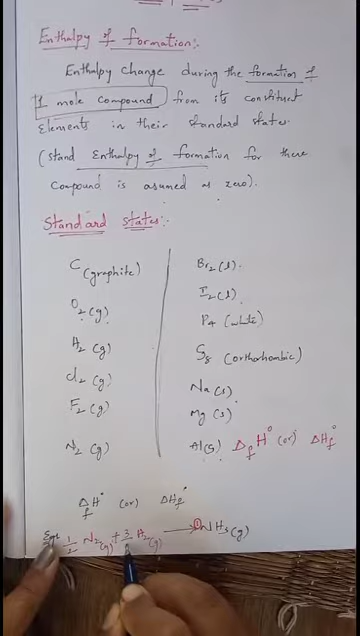 Enthalpy of formation:-
Enthalpy change during the formation of
1 mole compound from its constituent
Elements in their standard states.
(stand Enthalpy of formation for these
Compound is assumed as zero).
Standard states:-
C(graphite)
O2(g)
H2(g)
Cl2(g)
F2(g)
N2(g)
Br2(l).
I2(l).
P4(white)
S8(orthorhombic)
Na(s)
Mg(s)
Al(s) ΔfH° (or) ΔHf°
ΔfH° (or) ΔHf°
Eg:- 1/2 N2(g) + 3/2 H2(g) → 1NH3(g)